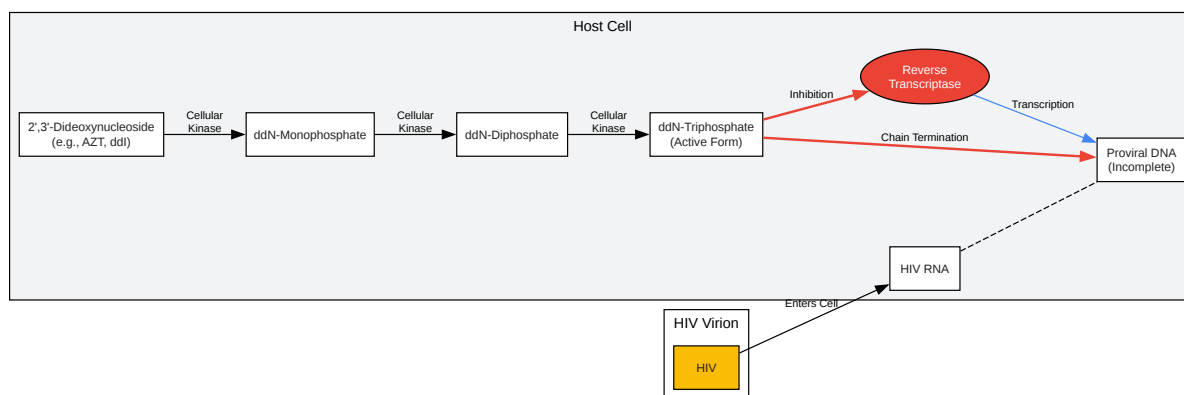 Host Cell
2',3'-Dideoxynucleoside
(e.g., AZT, ddI)
Cellular
Kinase
ddN-Monophosphate
Cellular
Kinase
ddN-Diphosphate
Cellular
Kinase
ddN-Triphosphate
(Active Form)
Inhibition
Reverse
Transcriptase
Transcription
Chain Termination
Proviral DNA
(Incomplete)
HIV RNA
Enters Cell
HIV Virion
HIV